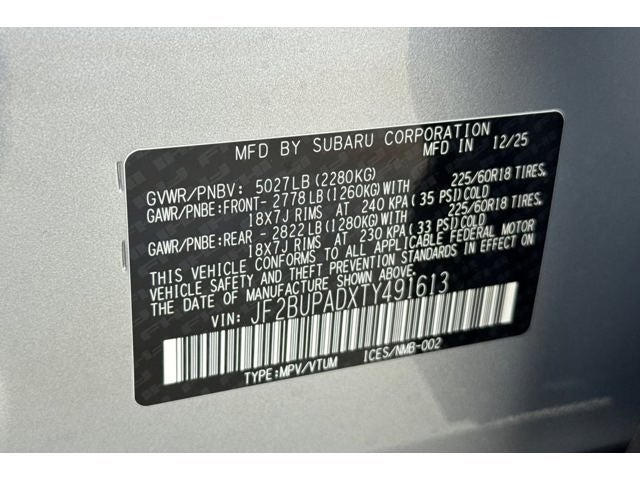 MFD BY SUBARU CORPORATION
MFD IN 12/25
GVWR/PNBV: 5027LB (2280KG)
225/60R18 TIRES,
GAWR/PNBE:FRONT- 2778 LB (1260KG)WITH
18x7J RIMS AT 240 KPA (35 PSI)COLD
225/60R18 TIRES,
GAWR/PNBE:REAR - 2822 LB (1280KG)WITH
18x7J RIMS AT 230 KPA (33 PSI)COLD
THIS VEHICLE CONFORMS TO ALL APPLICABLE FEDERAL MOTOR
VEHICLE SAFETY AND THEFT PREVENTION STANDARDS IN EFFECT ON
THE DATE OF MANUFACTURE SHOWN ABOVE.
VIN: JF2BUPADXTY491613
TYPE:MPV/VTUM ICES/NMB-002